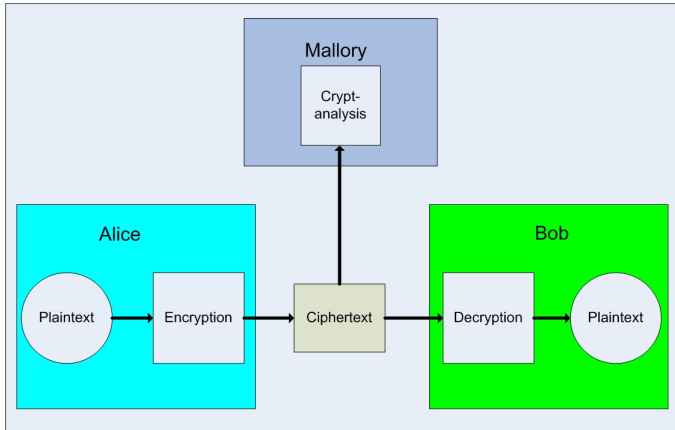 Mallory
Crypt-
analysis
Alice
Bob
Plaintext
Encryption
Ciphertext
Decryption
Plaintext